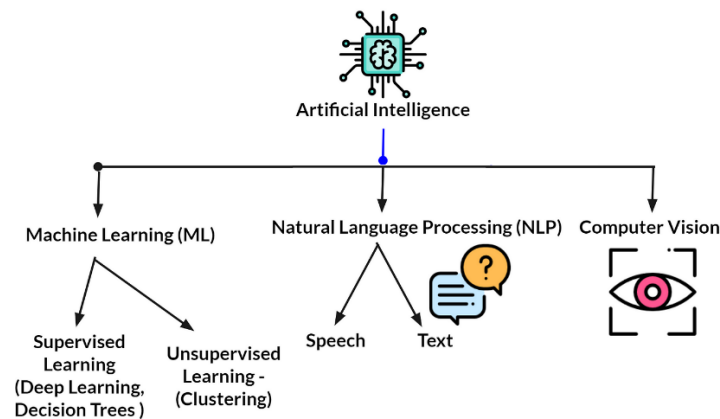 Artificial Intelligence
Machine Learning (ML)
Natural Language Processing (NLP)
Computer Vision
Supervised
Learning
(Deep Learning,
Decision Trees )
Unsupervised
Learning -
(Clustering)
Speech
Text
?